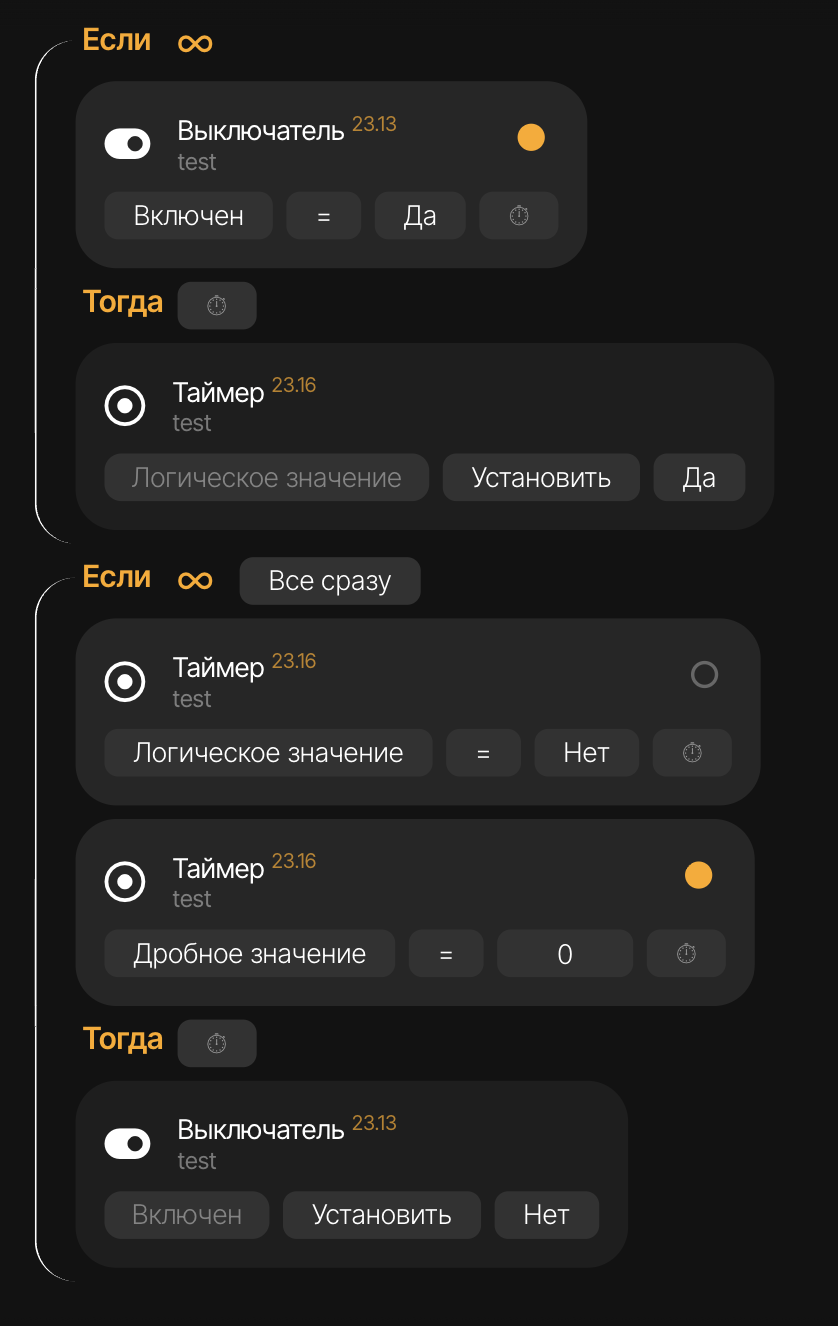 Если ∞
Выключатель 23.13
test
Включен = Да
Тогда
Таймер 23.16
test
Логическое значение Установить Да
Если ∞ Все сразу
Таймер 23.16
test
Логическое значение = Нет
Таймер 23.16
test
Дробное значение = 0
Тогда
Выключатель 23.13
test
Включен Установить Нет